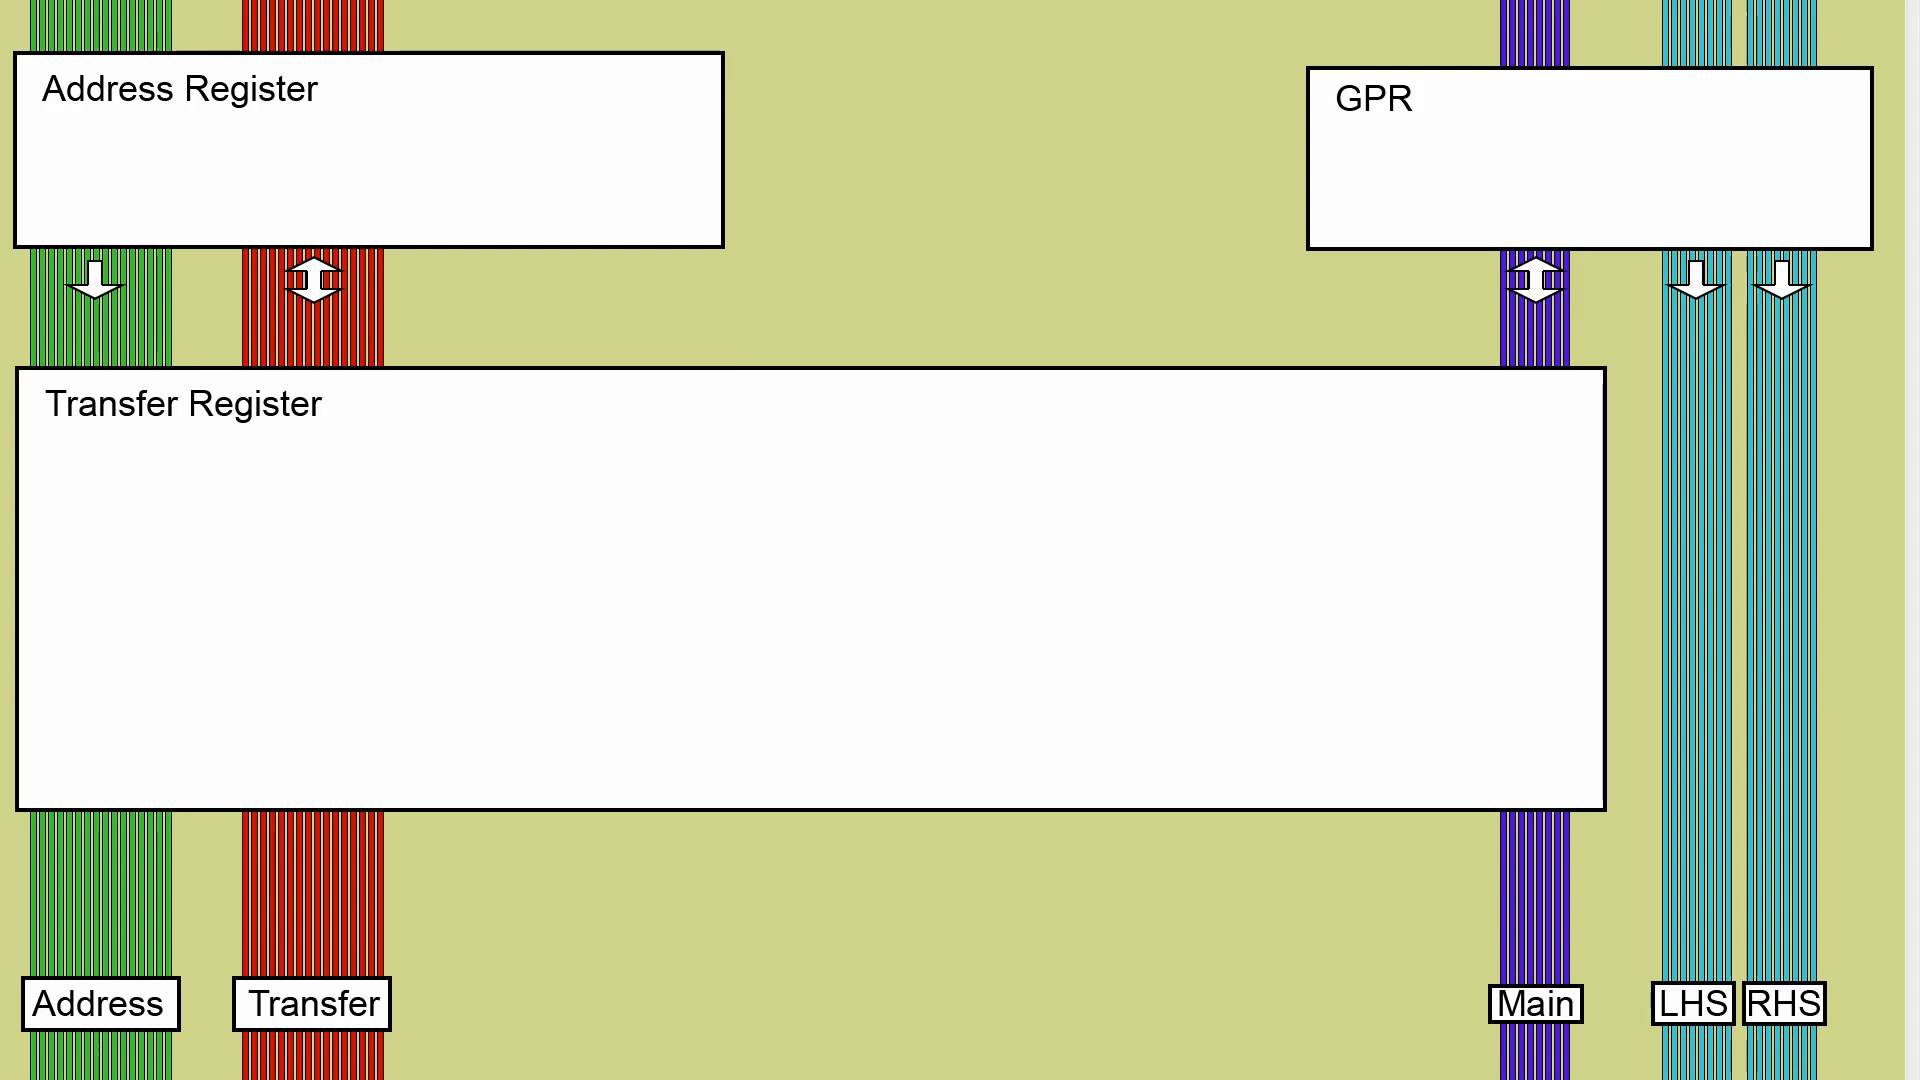 Address Register
GPR
Transfer Register
Address
Transfer
Main
LHS
RHS